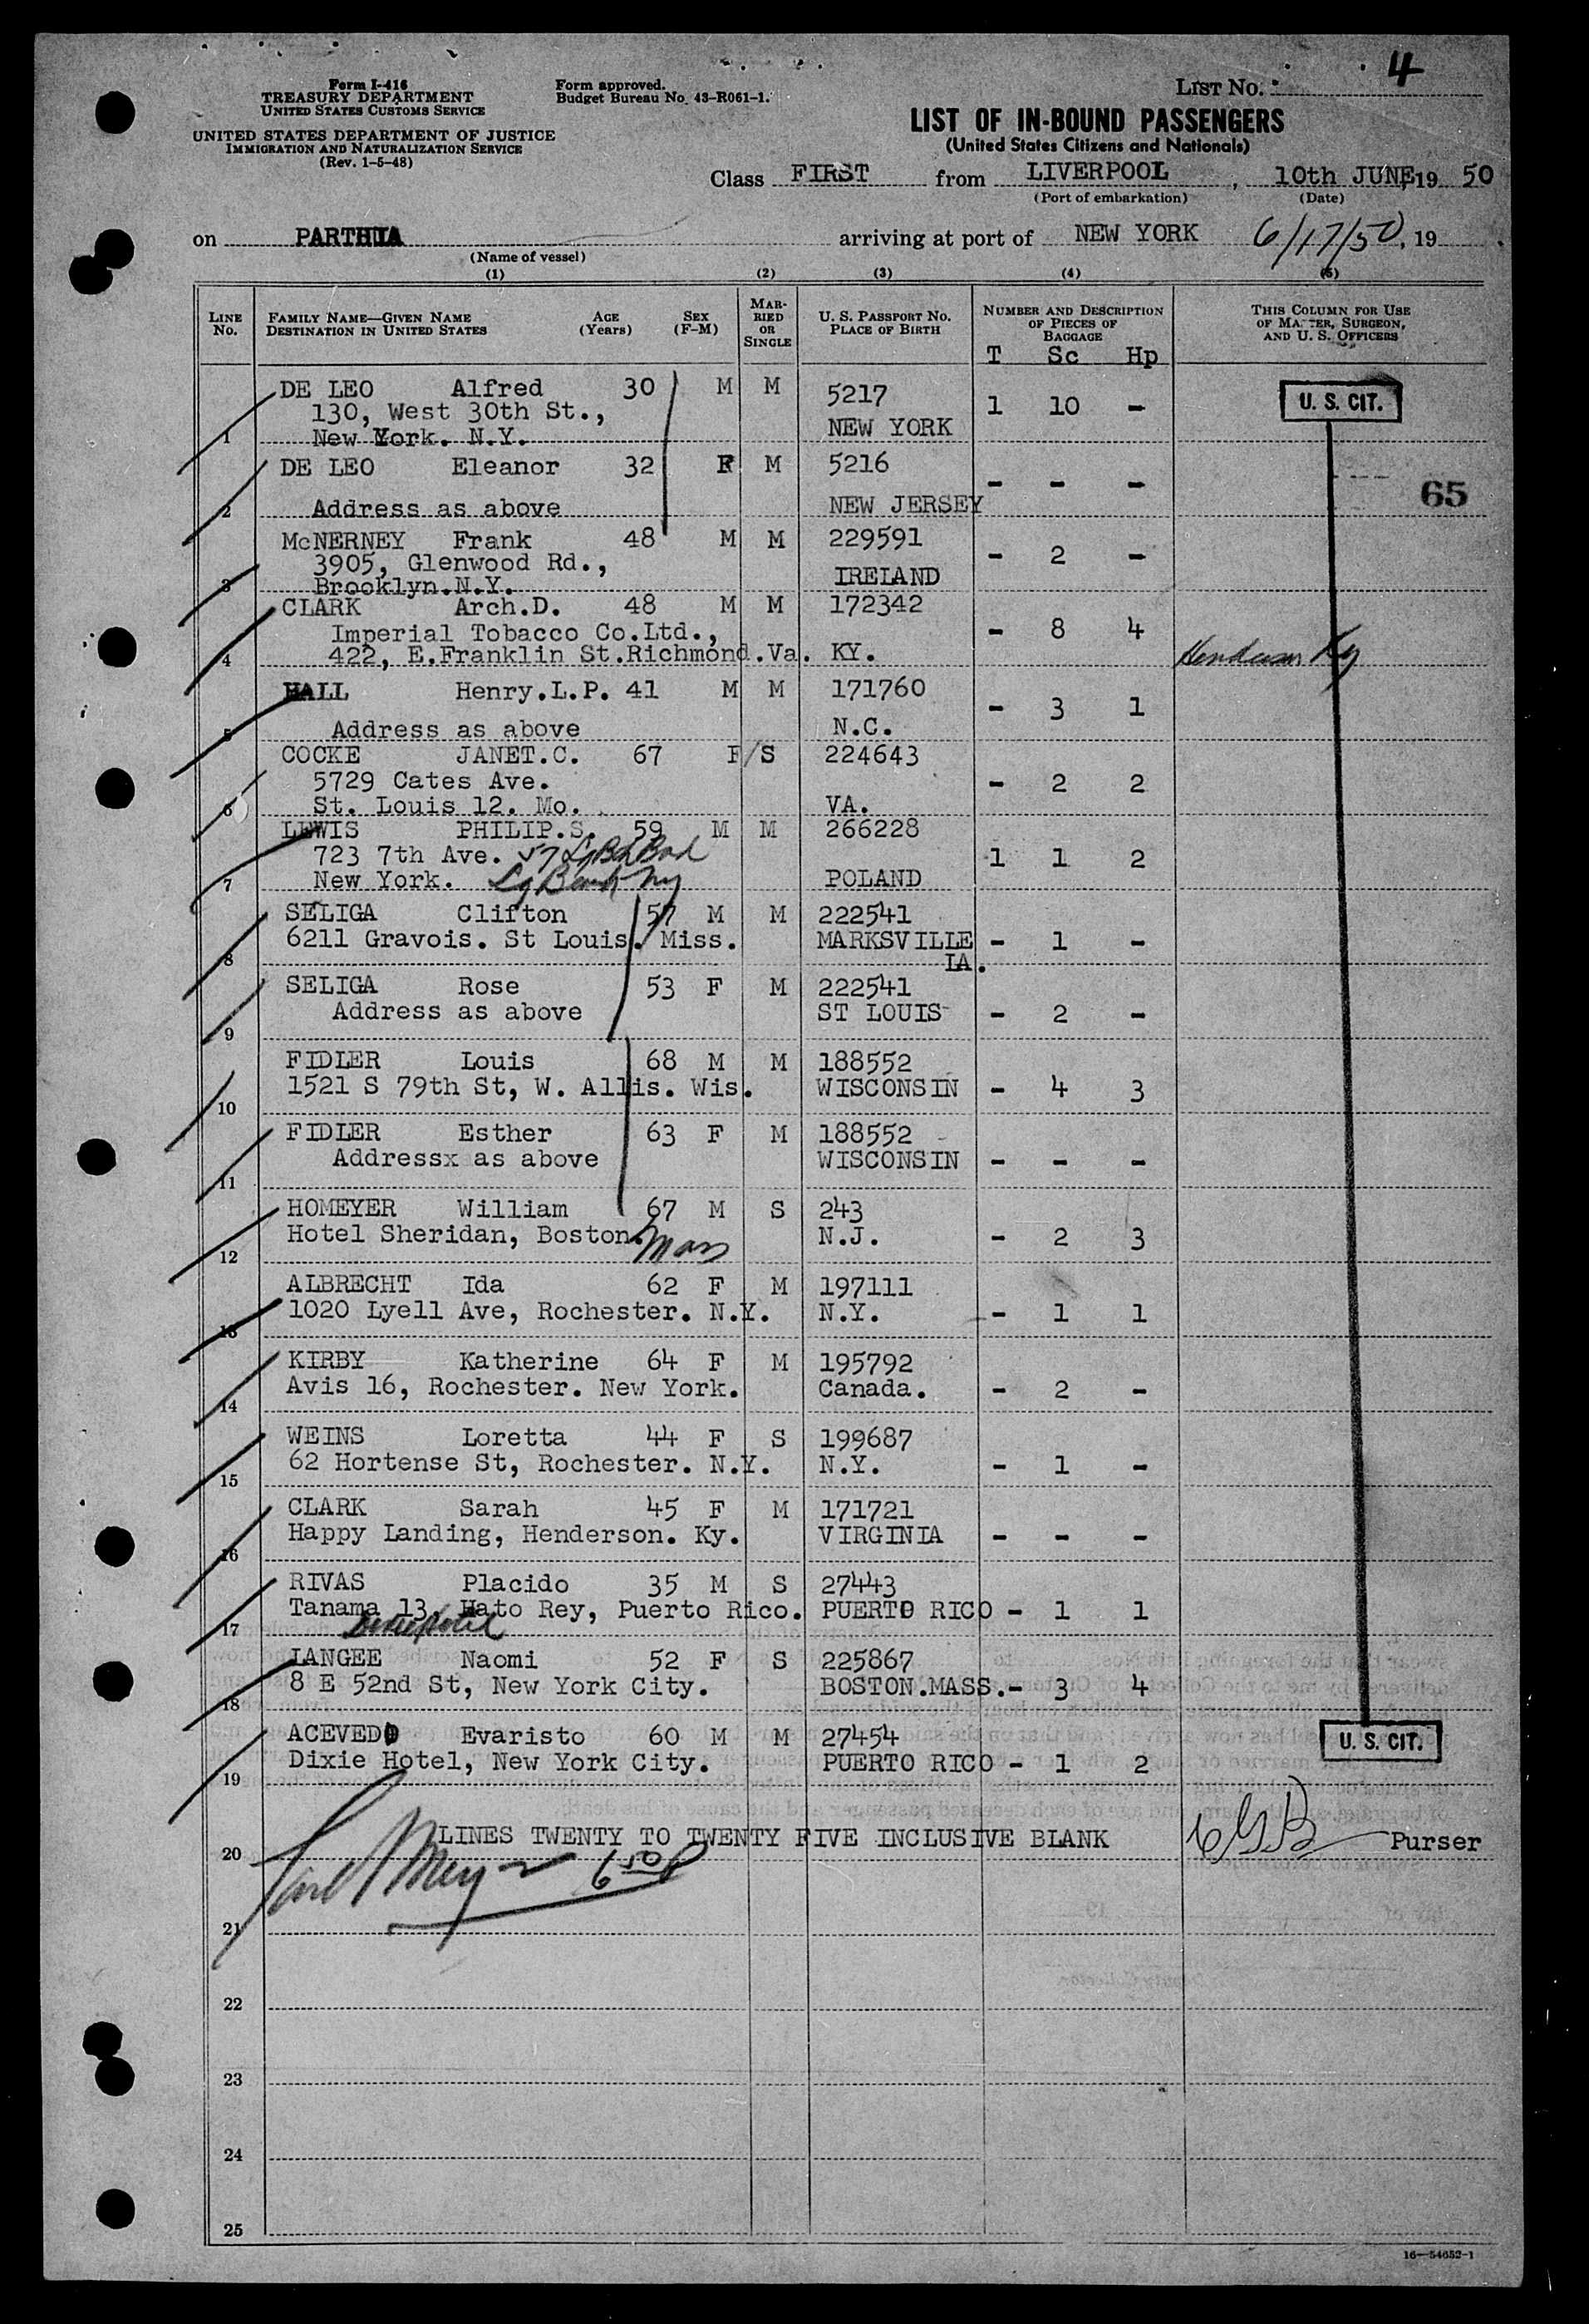 Form I-416
TREASURY DEPARTMENT
UNITED STATES CUSTOMS SERVICE
UNITED STATES DEPARTMENT OF JUSTICE
IMMIGRATION AND NATURALIZATION SERVICE
(Rev. 1-5-48)
Form approved.
Budget Bureau No. 43-R061-1.
LIST NO. 4
LIST OF IN-BOUND PASSENGERS
(United States Citizens and Nationals)
Class FIRST from LIVERPOOL, 10th JUNE, 19 50
(Port of embarkation) (Date)
on PARTHIA arriving at port of NEW YORK 6/17/50, 19
(Name of vessel)
(1) (2) (3) (4) (5)
LINE NO.
FAMILY NAME—GIVEN NAME
DESTINATION IN UNITED STATES
AGE (Years)
SEX (F-M)
MARRIED OR SINGLE
U. S. PASSPORT NO.
PLACE OF BIRTH
NUMBER AND DESCRIPTION OF PIECES OF BAGGAGE
T Sc Hp
THIS COLUMN FOR USE OF MASTER, SURGEON, AND U. S. OFFICERS
DE LEO Alfred 30 M M 5217
130, West 30th St., 1 10 - U. S. CIT.
1 New York. N.Y. NEW YORK
DE LEO Eleanor 32 F M 5216
- - - 65
2 Address as above NEW JERSEY
McNERNEY Frank 48 M M 229591
3905, Glenwood Rd., - 2 -
3 Brooklyn.N.Y. IRELAND
CLARK Arch.D. 48 M M 172342
Imperial Tobacco Co.Ltd., - 8 4
4 422, E.Franklin St.Richmond.Va. KY. Henderson Ky
HALL Henry.L.P. 41 M M 171760
- 3 1
5 Address as above N.C.
COCKE JANET.C. 67 F/S 224643
5729 Cates Ave. - 2 2
6 St. Louis 12. Mo. VA.
LEWIS PHILIP.S. 59 M M 266228
723 7th Ave. 1 1 2
7 New York. POLAND
SELIGA Clifton 57 M M 222541
6211 Gravois. St Louis. Miss. MARKSVILLE - 1 -
8 LA.
SELIGA Rose 53 F M 222541
Address as above ST LOUIS - 2 -
9
FIDLER Louis 68 M M 188552
1521 S 79th St, W. Allis. Wis. WISCONSIN - 4 3
10
FIDLER Esther 63 F M 188552
Addressx as above WISCONSIN - - -
11
HOMEYER William 67 M S 243
Hotel Sheridan, Boston. Mass N.J. - 2 3
12
ALBRECHT Ida 62 F M 197111
1020 Lyell Ave, Rochester. N.Y. N.Y. - 1 1
13
KIRBY Katherine 64 F M 195792
Avis 16, Rochester. New York. Canada. - 2 -
14
WEINS Loretta 44 F S 199687
62 Hortense St, Rochester. N.Y. N.Y. - 1 -
15
CLARK Sarah 45 F M 171721
Happy Landing, Henderson. Ky. VIRGINIA - - -
16
RIVAS Placido 35 M S 27443
Tanama 13, Hato Rey, Puerto Rico. PUERTO RICO - 1 1
17 Dixie Hotel
LANGEE Naomi 52 F S 225867
8 E 52nd St, New York City. BOSTON.MASS. - 3 4
18
ACEVEDO Evaristo 60 M M 27454 U. S. CIT.
Dixie Hotel, New York City. PUERTO RICO - 1 2
19
LINES TWENTY TO TWENTY FIVE INCLUSIVE BLANK Purser
20
21
22
23
24
25
16—54652-1